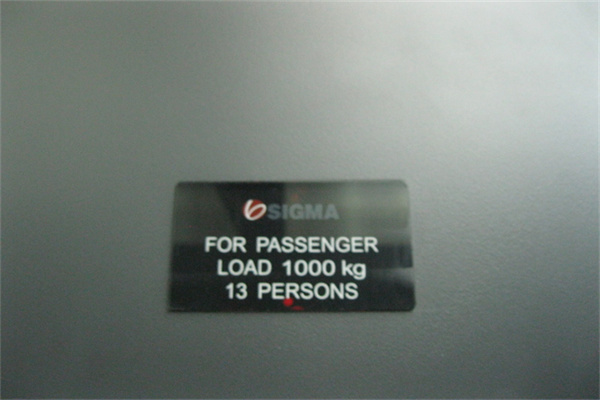 SIGMA
FOR PASSENGER
LOAD 1000 kg
13 PERSONS